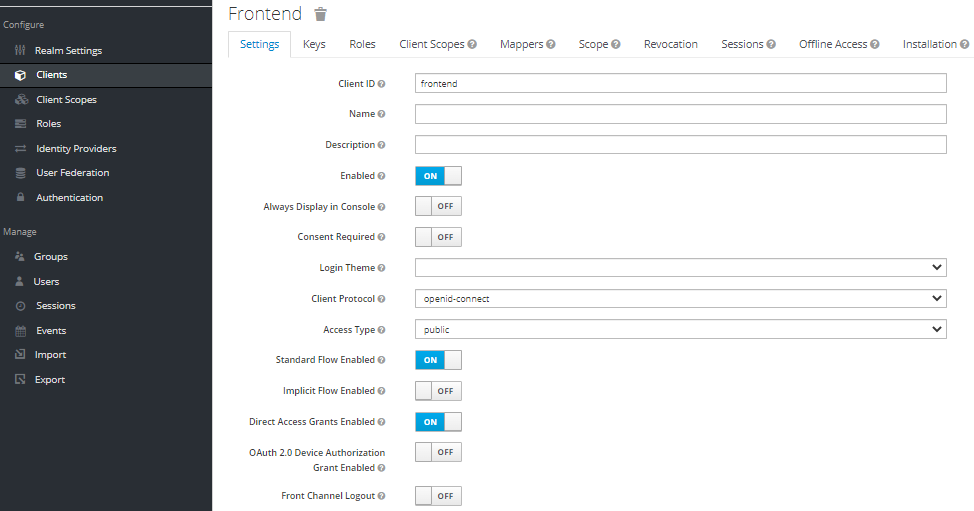 Configure
Realm Settings
Clients
Client Scopes
Roles
Identity Providers
User Federation
Authentication
Manage
Groups
Users
Sessions
Events
Import
Export
Frontend
Settings Keys Roles Client Scopes Mappers Scope Revocation Sessions Offline Access Installation
Client ID frontend
Name
Description
Enabled ON
Always Display in Console OFF
Consent Required OFF
Login Theme
Client Protocol openid-connect
Access Type public
Standard Flow Enabled ON
Implicit Flow Enabled OFF
Direct Access Grants Enabled ON
OAuth 2.0 Device Authorization OFF
Grant Enabled
Front Channel Logout OFF